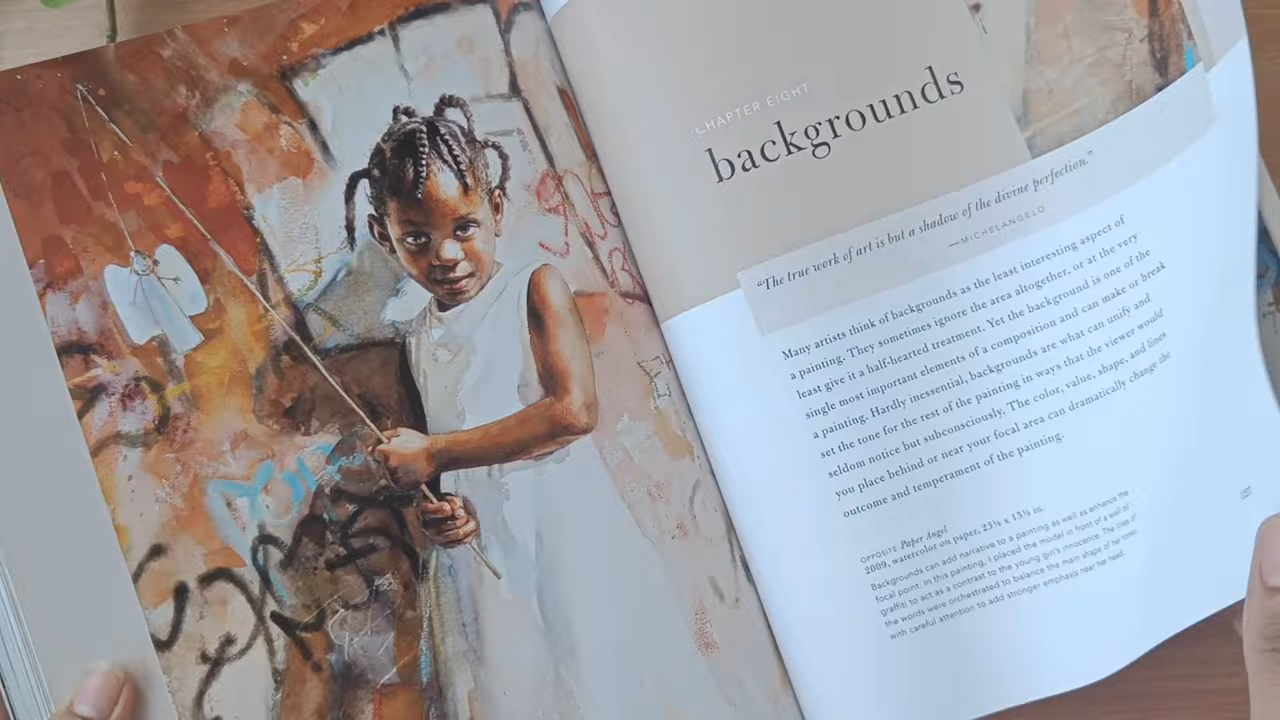 CHAPTER EIGHT
backgrounds
“The true work of art is but a shadow of the divine perfection.”
—MICHELANGELO
Many artists think of backgrounds as the least interesting aspect of
a painting. They sometimes ignore the area altogether, or at the very
least give it a half-hearted treatment. Yet the background is one of the
single most important elements of a composition and can make or break
a painting. Hardly inessential, backgrounds are what can unify and
set the tone for the rest of the painting in ways that the viewer would
seldom notice but subconsciously. The color, value, shape, and lines
you place behind or near your focal area can dramatically change the
outcome and temperament of the painting.
OPPOSITE Paper Angel
2009, watercolor on paper, 23½ x 15½ in.
Backgrounds can add narrative to a painting as well as enhance the
focal point. In this painting, I placed the model in front of a wall of
graffiti to act as a contrast to the young girl's innocence. The lines of
the words were orchestrated to balance the main shape of her torso
with careful attention to add stronger emphasis near her head.